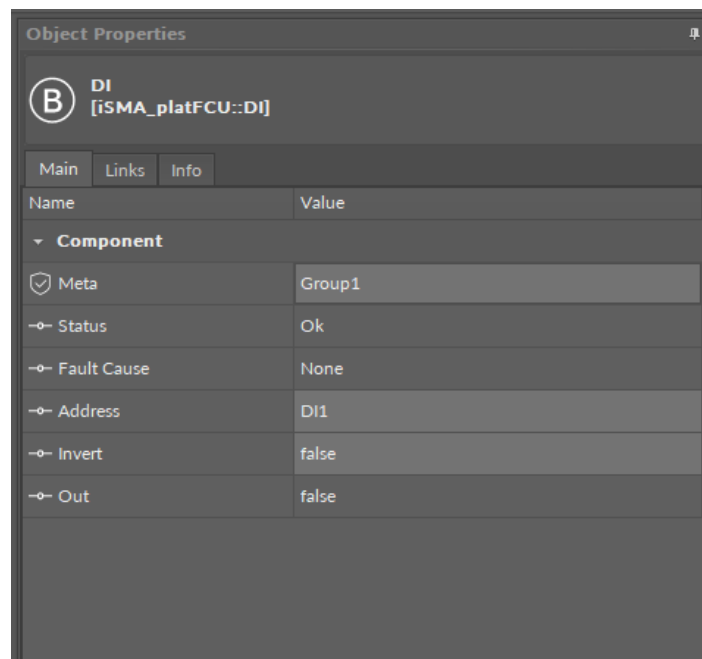 Object Properties
B
DI
[iSMA_platFCU::DI]
Main Links Info
Name Value
Component
Meta Group1
Status Ok
Fault Cause None
Address DI1
Invert false
Out false